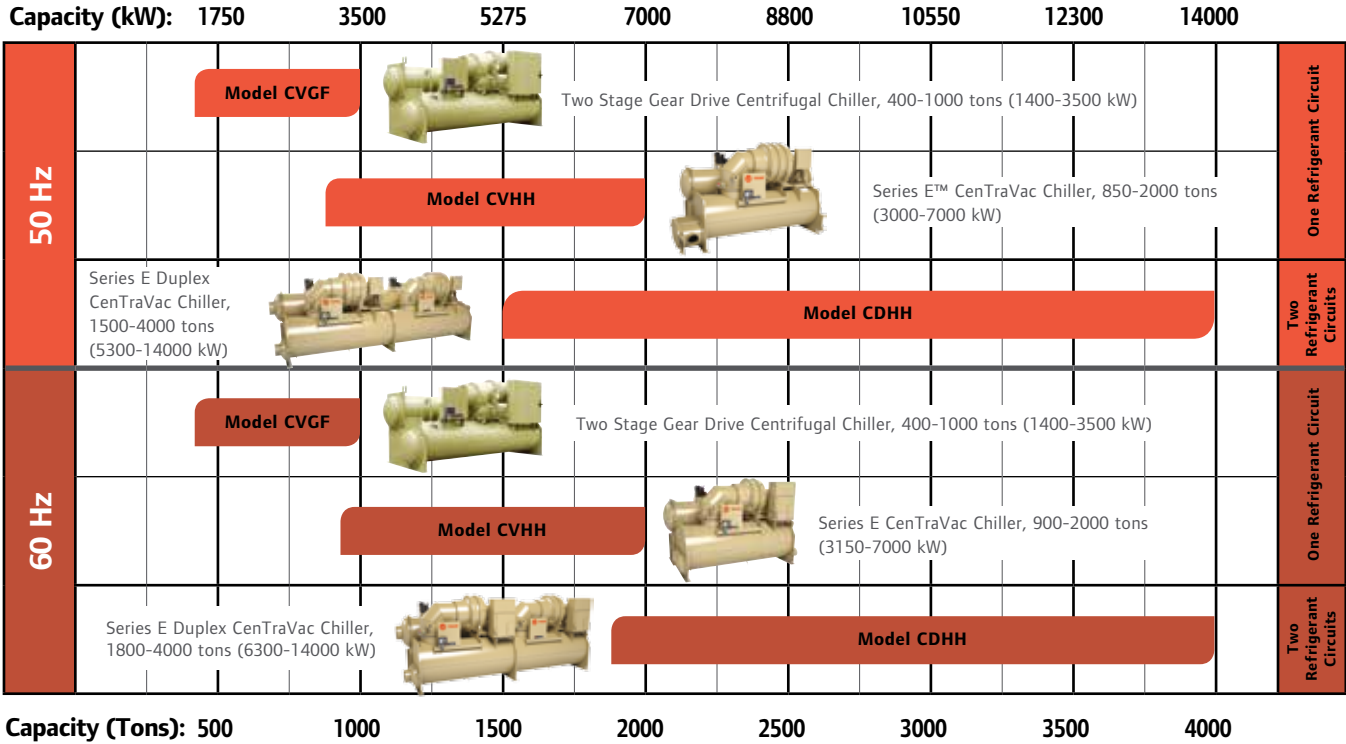 Capacity (kW): 1750 3500 5275 7000 8800 10550 12300 14000
50 Hz
Model CVGF
Two Stage Gear Drive Centrifugal Chiller, 400-1000 tons (1400-3500 kW)
One Refrigerant Circuit
Model CVHH
Series E™ CenTraVac Chiller, 850-2000 tons
(3000-7000 kW)
Series E Duplex
CenTraVac Chiller,
1500-4000 tons
(5300-14000 kW)
Model CDHH
Two
Refrigerant
Circuits
60 Hz
Model CVGF
Two Stage Gear Drive Centrifugal Chiller, 400-1000 tons (1400-3500 kW)
One Refrigerant Circuit
Model CVHH
Series E CenTraVac Chiller, 900-2000 tons
(3150-7000 kW)
Series E Duplex CenTraVac Chiller,
1800-4000 tons (6300-14000 kW)
Model CDHH
Two
Refrigerant
Circuits
Capacity (Tons): 500 1000 1500 2000 2500 3000 3500 4000